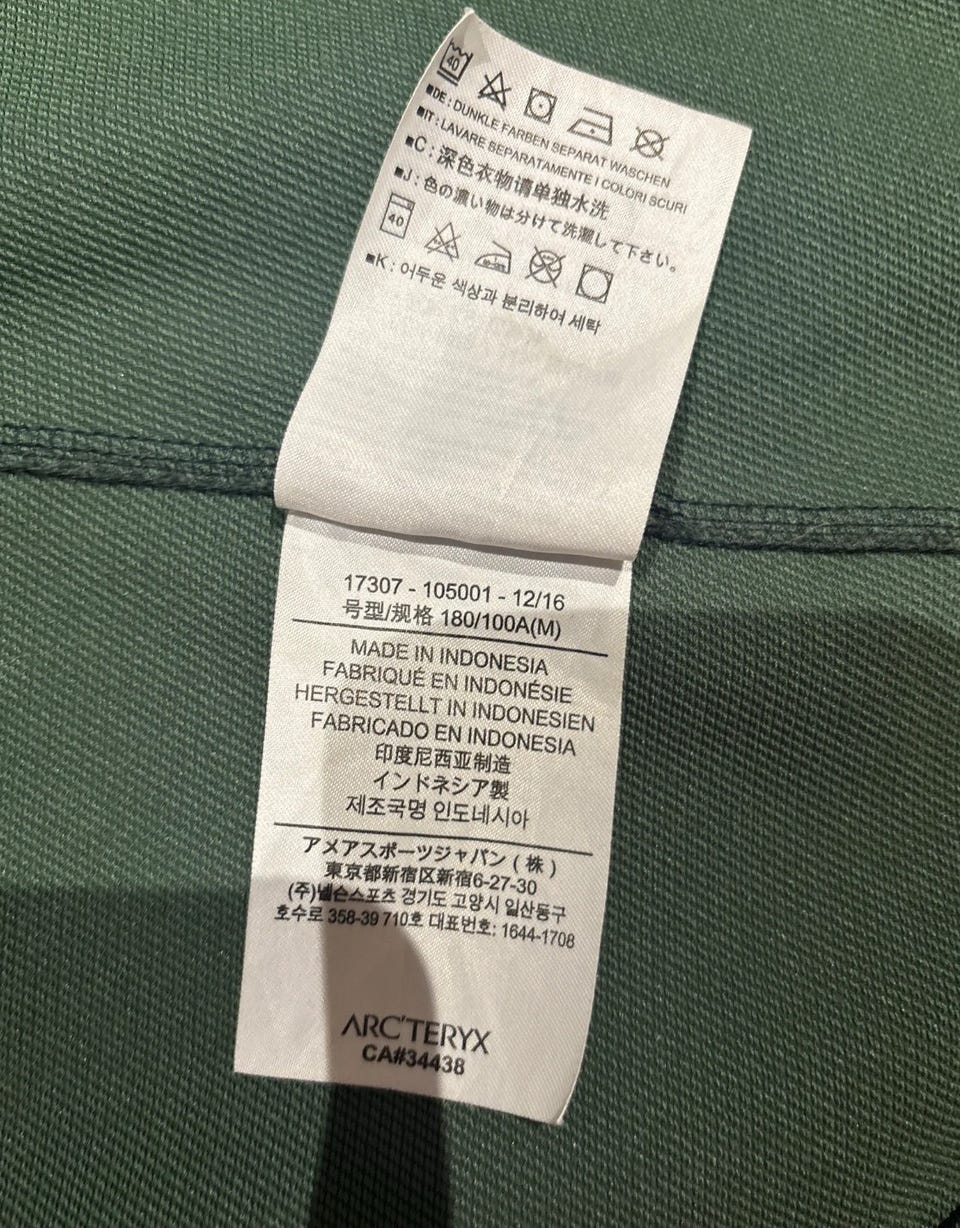 40
■DE : DUNKLE FARBEN SEPARAT WASCHEN
■IT : LAVARE SEPARATAMENTE I COLORI SCURI
■C : 深色衣物请单独水洗
■J : 色の濃い物は分けて洗濯して下さい。
40
■K : 어두운 색상과 분리하여 세탁
17307 - 105001 - 12/16
号型/规格 180/100A(M)
MADE IN INDONESIA
FABRIQUÉ EN INDONÉSIE
HERGESTELLT IN INDONESIEN
FABRICADO EN INDONESIA
印度尼西亚制造
インドネシア製
제조국명 인도네시아
アメアスポーツジャパン ( 株 )
東京都新宿区新宿6-27-30
(주)넬슨스포츠 경기도 고양시 일산동구
호수로 358-39 710호 대표번호: 1644-1708
ARC'TERYX
CA#34438